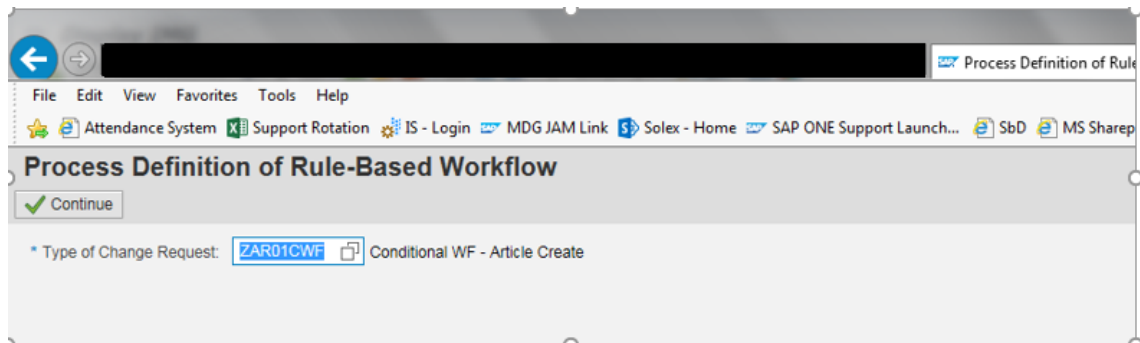 Process Definition of Rule
File Edit View Favorites Tools Help
Attendance System Support Rotation IS - Login MDG JAM Link Solex - Home SAP ONE Support Launch... SbD MS Sharep
Process Definition of Rule-Based Workflow
Continue
* Type of Change Request: ZAR01CWF Conditional WF - Article Create